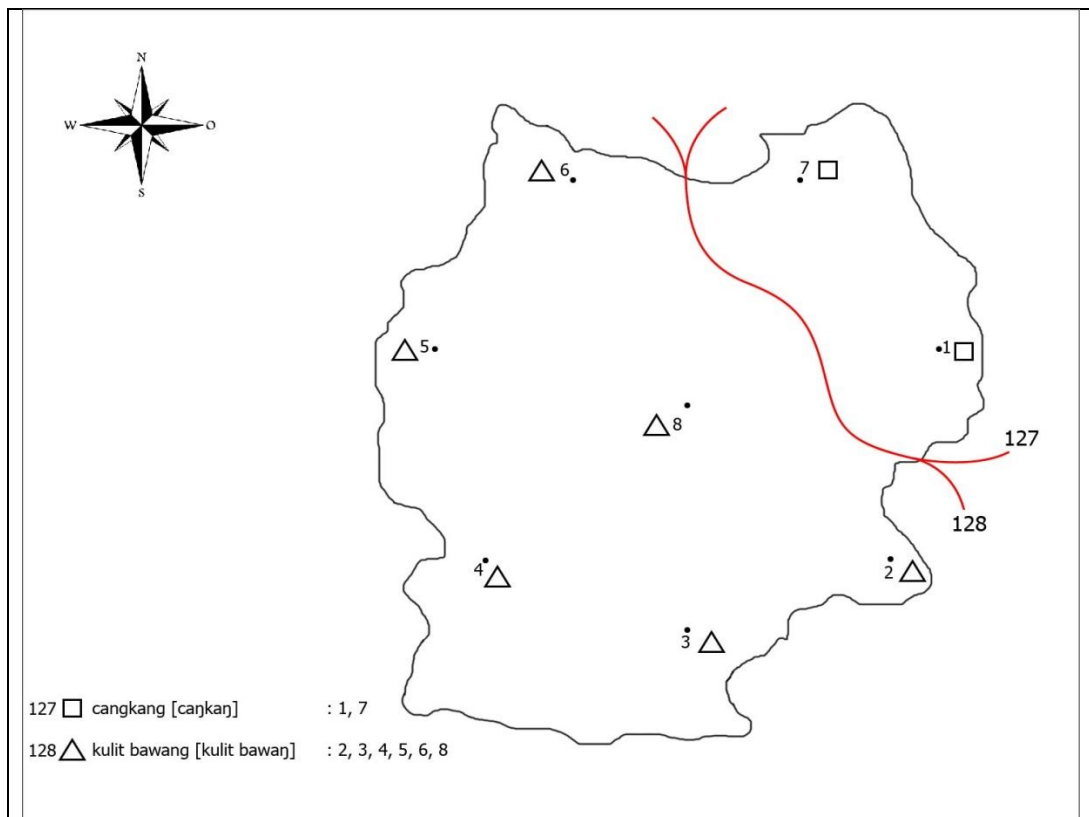 N
W O
S
6
7
5
1
8
127
128
4
2
3
127 cangkang [caŋkaŋ] : 1, 7
128 kulit bawang [kulit bawaŋ] : 2, 3, 4, 5, 6, 8